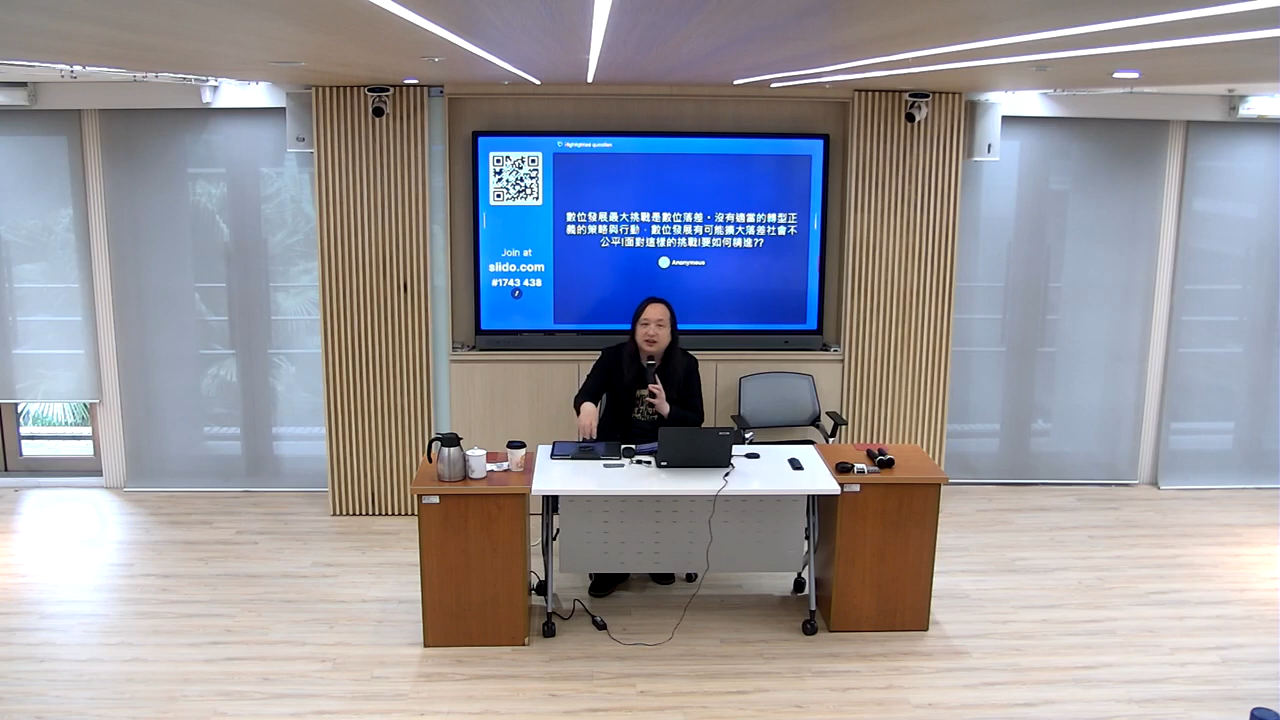 Highlighted question
數位發展最大挑戰是數位落差，沒有適當的轉型正
義的策略與行動，數位發展有可能擴大落差社會不
公平!面對這樣的挑戰!要如何精進??
Anonymous
Join at
slido.com
#1743 438